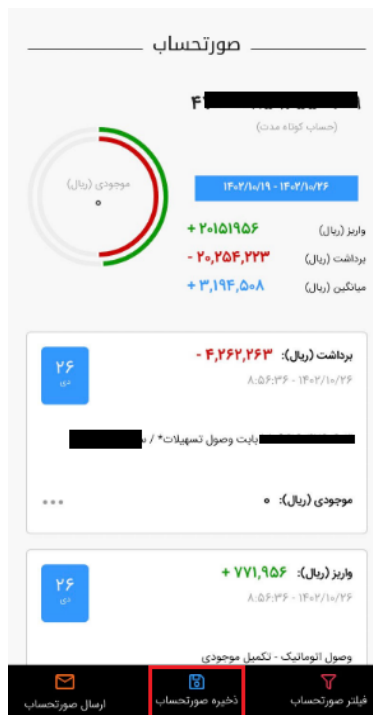 صورتحساب
۴
(حساب کوتاه مدت)
موجودی (ریال)
۰
۱۴۰۲/۱۰/۱۹ - ۱۴۰۲/۱۰/۲۶
واریز (ریال) + ۲۰۱۵۱۹۵۶
برداشت (ریال) - ۲۰,۲۵۴,۲۲۳
میانگین (ریال) + ۳,۱۹۴,۵۰۸
برداشت (ریال): - ۴,۲۶۲,۲۶۳
۲۶
دی
۱۴۰۲/۱۰/۲۶ - ۸:۵۶:۳۶
بابت وصول تسهیلات* /
موجودی (ریال): ۰
واریز (ریال): + ۷۷۱,۹۵۶
۲۶
دی
۱۴۰۲/۱۰/۲۶ - ۸:۵۶:۳۶
وصول اتوماتیک - تکمیل موجودی
فیلتر صورتحساب
ذخیره صورتحساب
ارسال صورتحساب